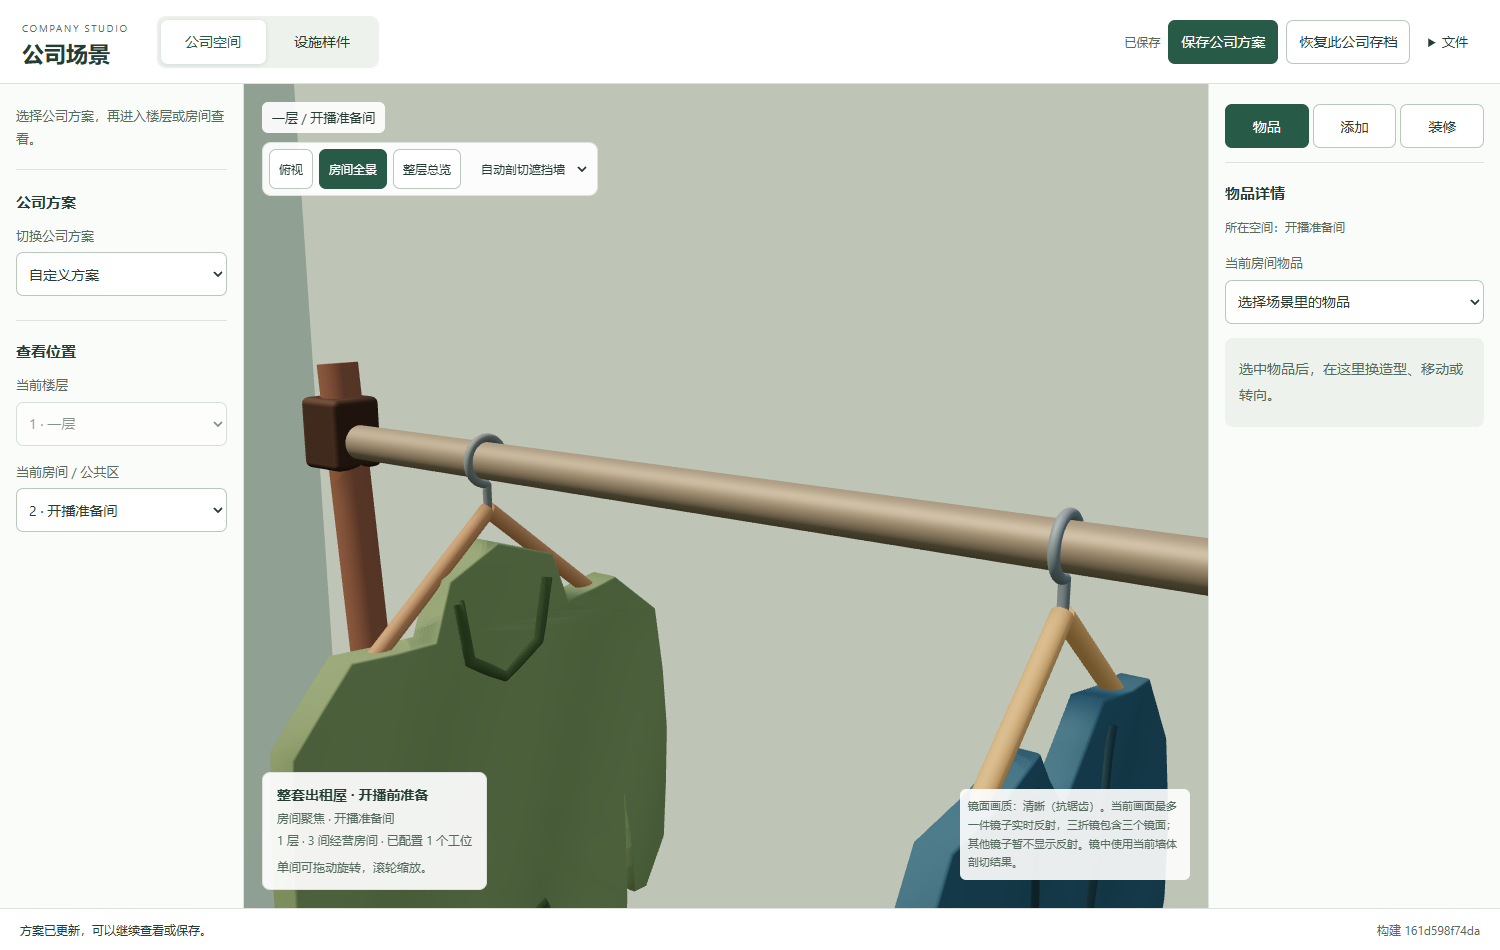 COMPANY STUDIO
公司场景
公司空间
设施样件
已保存
保存公司方案
恢复此公司存档
▶ 文件
选择公司方案，再进入楼层或房间查
看。
公司方案
切换公司方案
自定义方案
查看位置
当前楼层
1 · 一层
当前房间 / 公共区
2 · 开播准备间
一层 / 开播准备间
俯视
房间全景
整层总览
自动剖切遮挡墙
整套出租屋 · 开播前准备
房间聚焦 · 开播准备间
1 层 · 3 间经营房间 · 已配置 1 个工位
单间可拖动旋转，滚轮缩放。
镜面画质：清晰（抗锯齿）。当前画面最多
一件镜子实时反射，三折镜包含三个镜面；
其他镜子暂不显示反射。镜中使用当前墙体
剖切结果。
物品
添加
装修
物品详情
所在空间：开播准备间
当前房间物品
选择场景里的物品
选中物品后，在这里换造型、移动或
转向。
方案已更新，可以继续查看或保存。
构建 161d598f74da